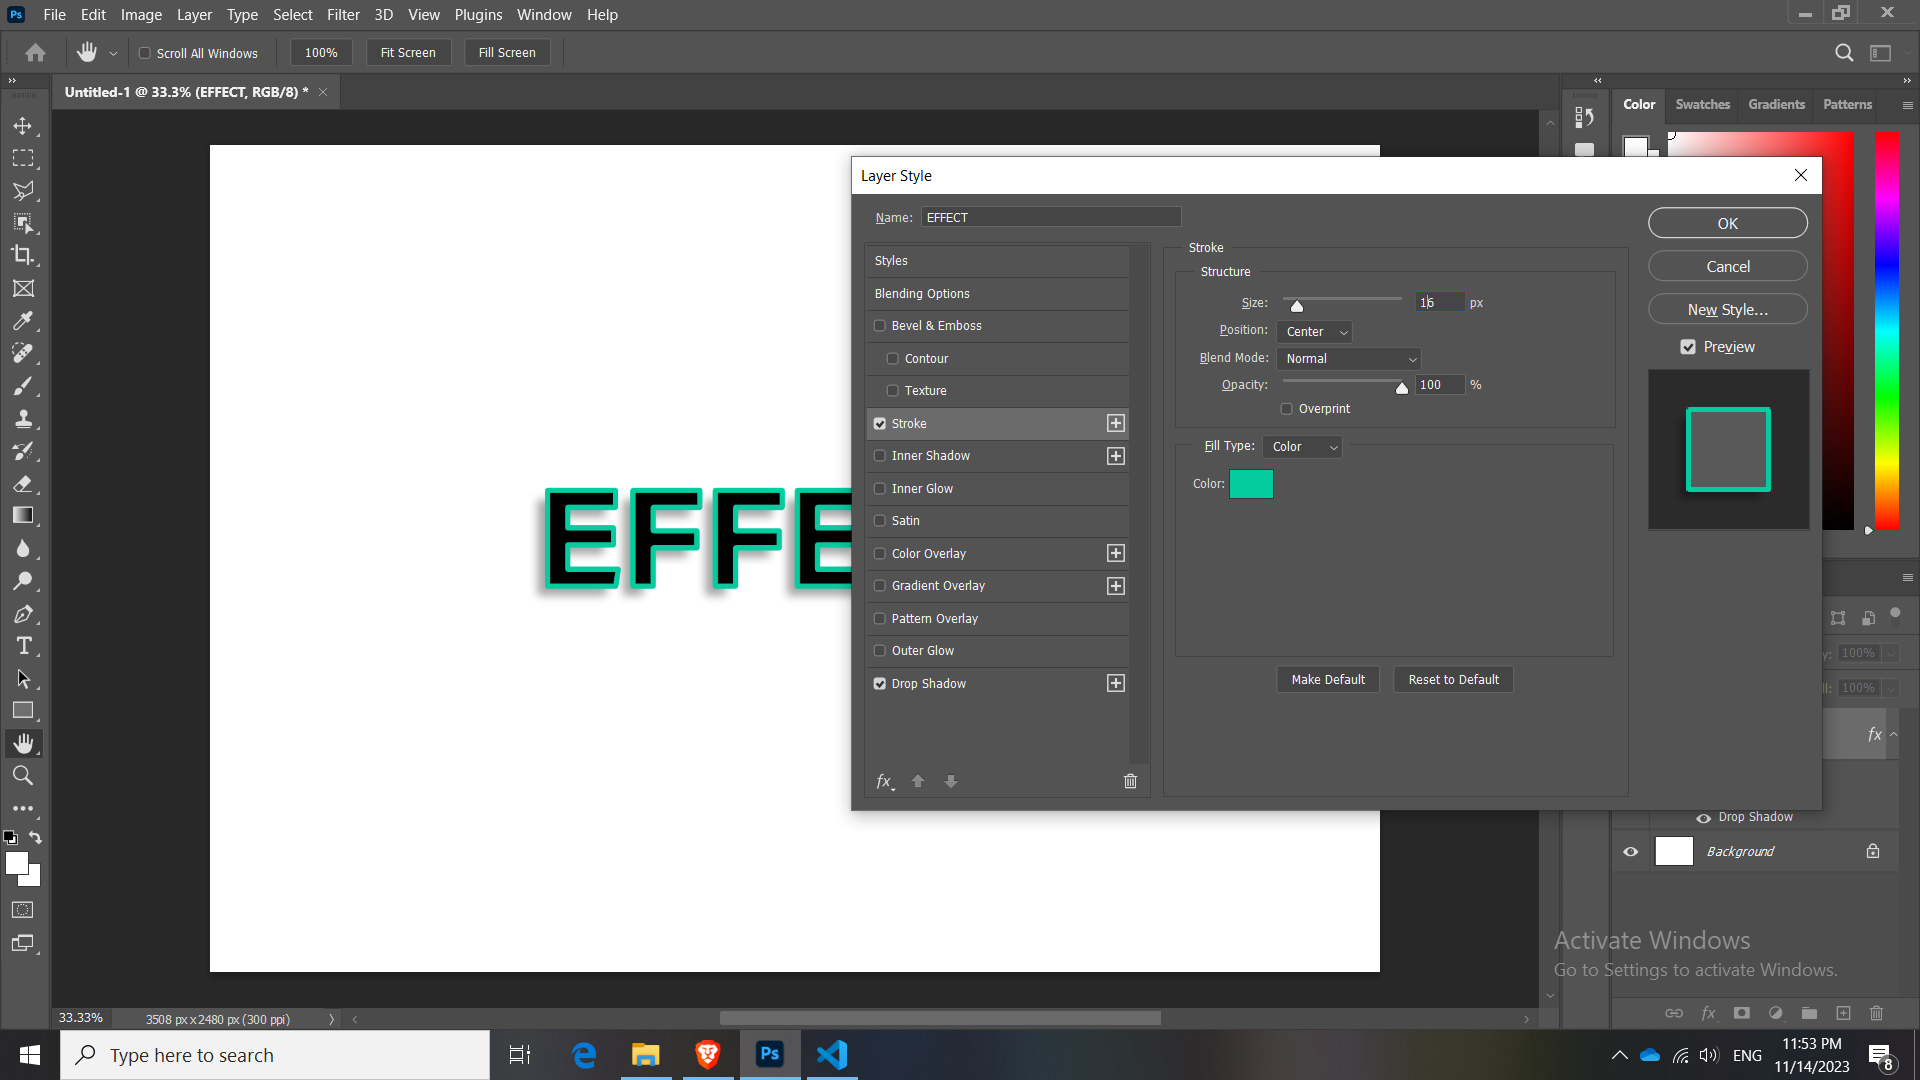 Ps File Edit Image Layer Type Select Filter 3D View Plugins Window Help
Scroll All Windows 100% Fit Screen Fill Screen
Untitled-1 @ 33.3% (EFFECT, RGB/8) *
Color Swatches Gradients Patterns
Layer Style
Name: EFFECT
Styles
Blending Options
Bevel & Emboss
Contour
Texture
Stroke
Inner Shadow
Inner Glow
Satin
Color Overlay
Gradient Overlay
Pattern Overlay
Outer Glow
Drop Shadow
fx
Stroke
Structure
Size: 16 px
Position: Center
Blend Mode: Normal
Opacity: 100 %
Overprint
Fill Type: Color
Color:
Make Default Reset to Default
OK
Cancel
New Style...
Preview
EFFE
y: 100%
ll: 100%
fx
Drop Shadow
Background
Activate Windows
Go to Settings to activate Windows.
fx
33.33% 3508 px x 2480 px (300 ppi)
Type here to search
Ps
ENG
11:53 PM
11/14/2023
8